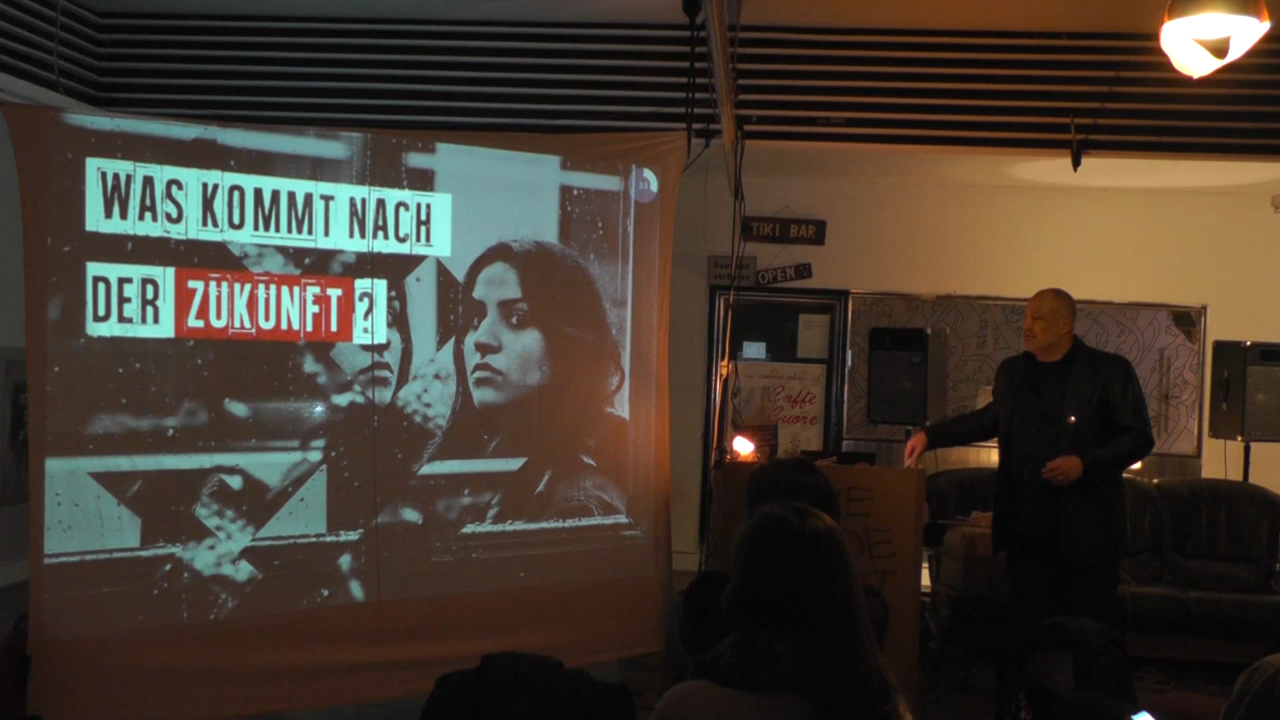 WAS KOMMT NACH
DER ZUKUNFT?
TIKI BAR
OPEN
Caffè
Cuore